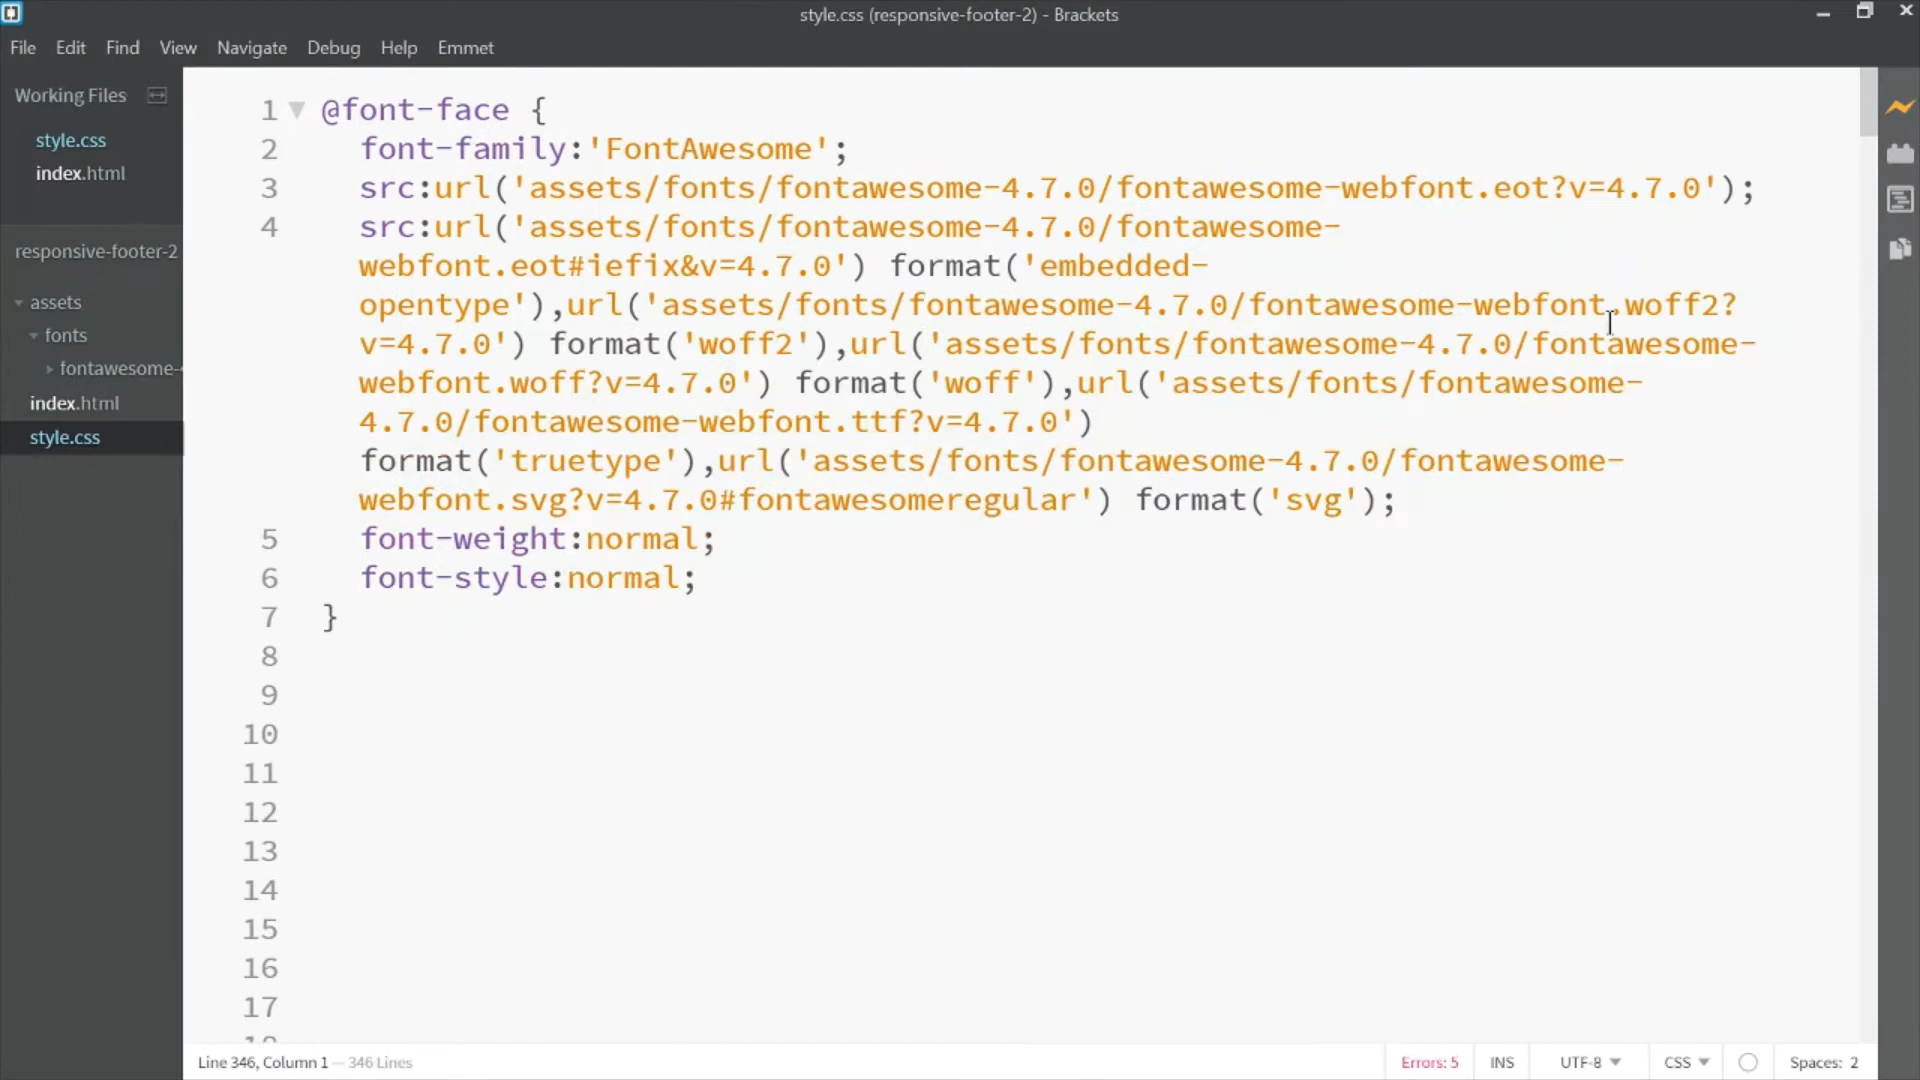 style.css (responsive-footer-2) - Brackets
File Edit Find View Navigate Debug Help Emmet
Working Files
style.css
index.html
responsive-footer-2
assets
fonts
fontawesome-
index.html
style.css
1 @font-face {
2 font-family:'FontAwesome';
3 src:url('assets/fonts/fontawesome-4.7.0/fontawesome-webfont.eot?v=4.7.0');
4 src:url('assets/fonts/fontawesome-4.7.0/fontawesome-
webfont.eot#iefix&v=4.7.0') format('embedded-
opentype'),url('assets/fonts/fontawesome-4.7.0/fontawesome-webfont.woff2?
v=4.7.0') format('woff2'),url('assets/fonts/fontawesome-4.7.0/fontawesome-
webfont.woff?v=4.7.0') format('woff'),url('assets/fonts/fontawesome-
4.7.0/fontawesome-webfont.ttf?v=4.7.0')
format('truetype'),url('assets/fonts/fontawesome-4.7.0/fontawesome-
webfont.svg?v=4.7.0#fontawesomeregular') format('svg');
5 font-weight:normal;
6 font-style:normal;
7 }
8
9
10
11
12
13
14
15
16
17
Line 346, Column 1 — 346 Lines
Errors: 5 INS UTF-8 CSS Spaces: 2